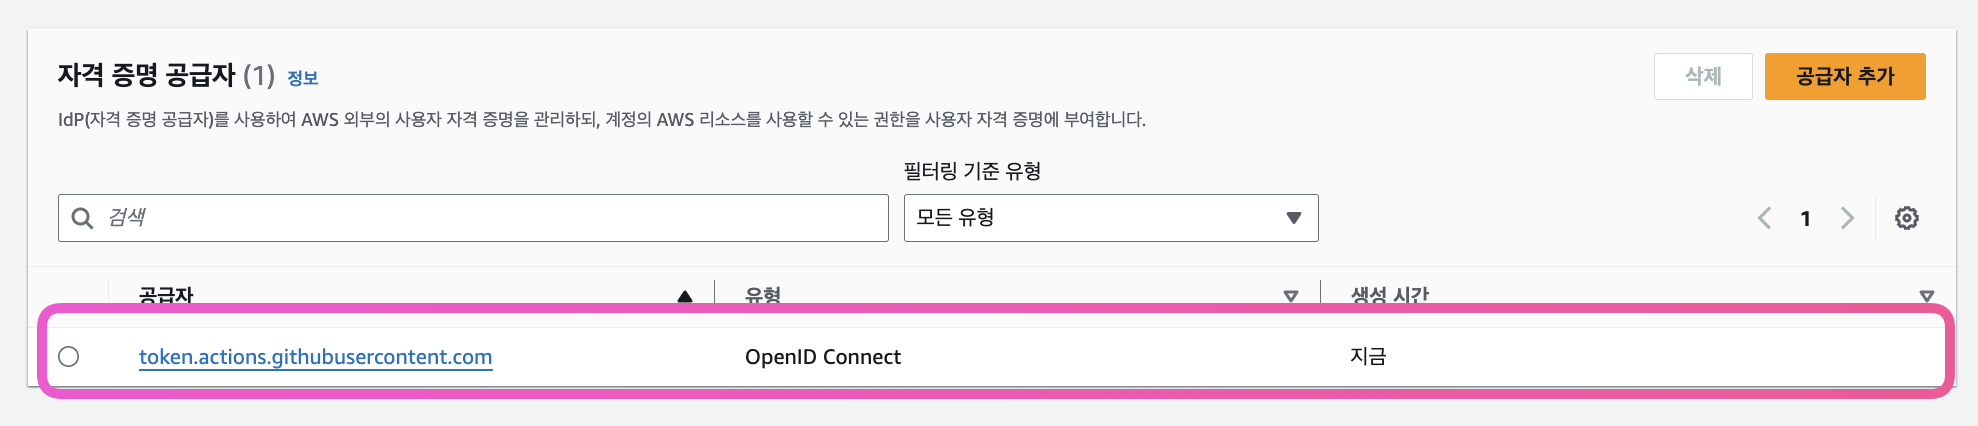 자격 증명 공급자 (1) 정보
삭제
공급자 추가
IdP(자격 증명 공급자)를 사용하여 AWS 외부의 사용자 자격 증명을 관리하되, 계정의 AWS 리소스를 사용할 수 있는 권한을 사용자 자격 증명에 부여합니다.
필터링 기준 유형
검색
모든 유형
1
공급자 유형 생성 시간
token.actions.githubusercontent.com OpenID Connect 지금